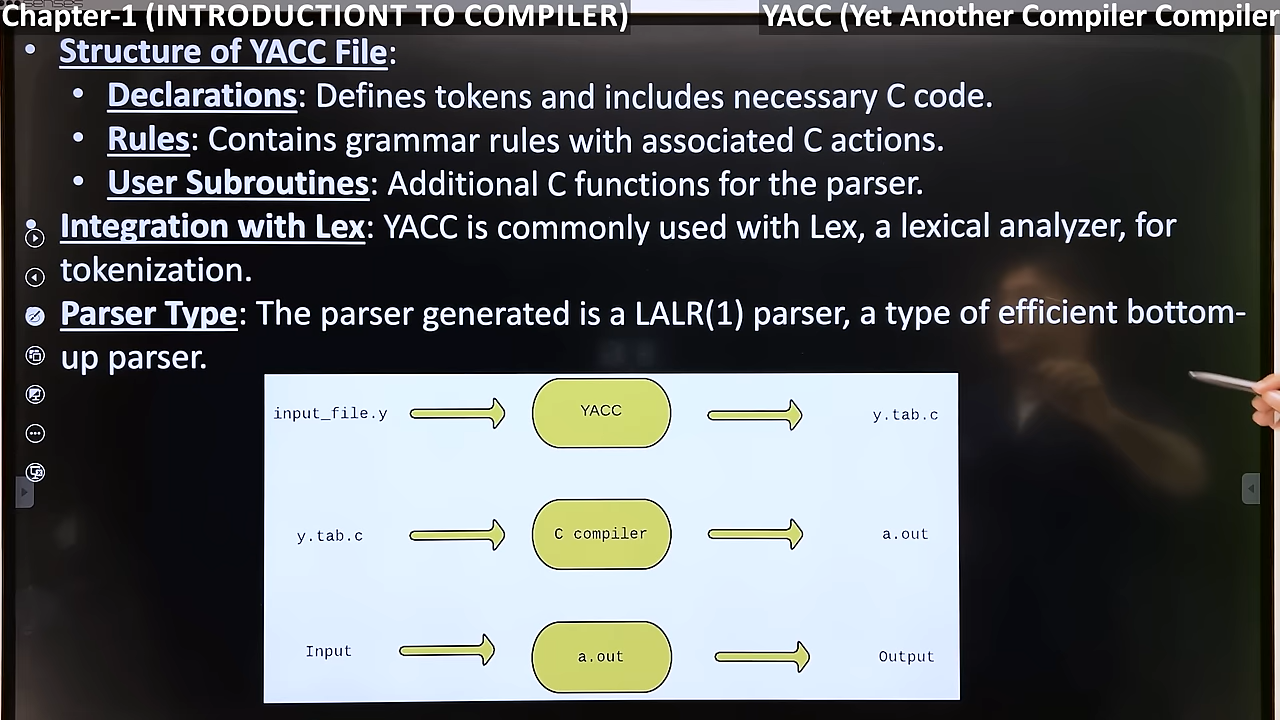 Chapter-1 (INTRODUCTIONT TO COMPILER)
YACC (Yet Another Compiler Compiler
• Structure of YACC File:
• Declarations: Defines tokens and includes necessary C code.
• Rules: Contains grammar rules with associated C actions.
• User Subroutines: Additional C functions for the parser.
• Integration with Lex: YACC is commonly used with Lex, a lexical analyzer, for
tokenization.
Parser Type: The parser generated is a LALR(1) parser, a type of efficient bottom-
up parser.
input_file.y YACC y.tab.c
y.tab.c C compiler a.out
Input a.out Output